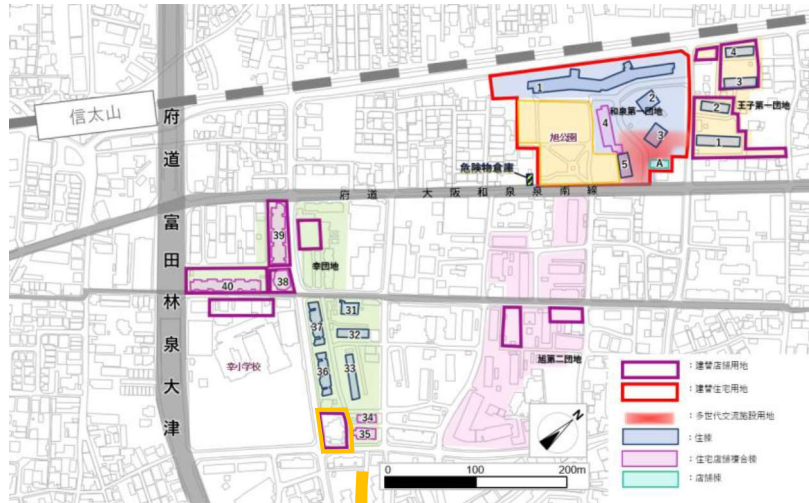 信太山
府道富田林泉大津
1
2
3
4
5
A
和泉第一団地
旭公園
危険物倉庫
4
3
2
1
王子第一団地
府道大阪和泉泉南線
39
幸団地
38
40
37
31
32
36
33
34
35
幸小学校
旭第二団地
N
0 100 200m
：建替店舗用地
：建替住宅用地
：多世代交流施設用地
：住棟
：住宅店舗複合棟
：店舗棟